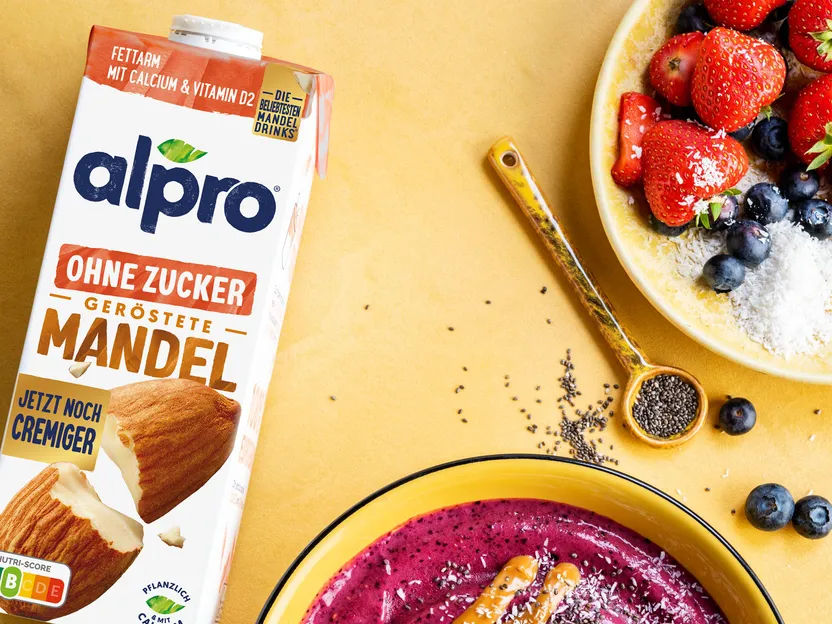 FETTARM
MIT CALCIUM & VITAMIN D2
DIE
BELIEBTESTEN
MANDEL
DRINKS
alpro®
OHNE ZUCKER
GERÖSTETE
MANDEL
JETZT NOCH
CREMIGER
NUTRI-SCORE
B C D E
PFLANZLICH
& MIT